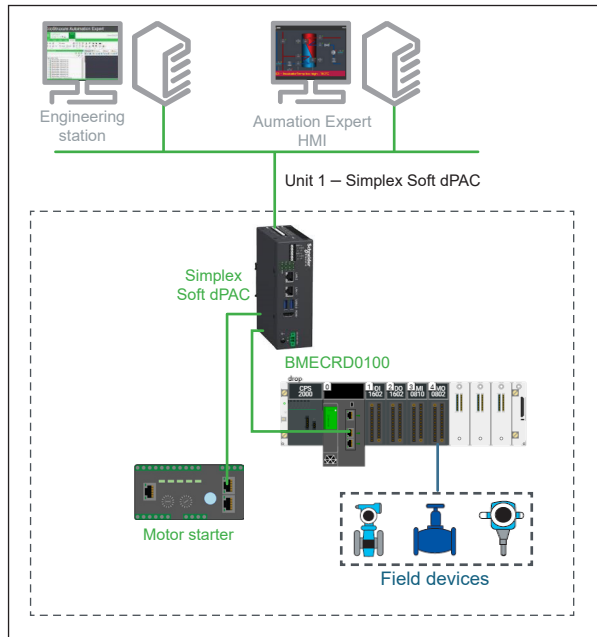 Engineering
station
Aumation Expert
HMI
Unit 1 – Simplex Soft dPAC
Simplex
Soft dPAC
BMECRD0100
drop
CPS
2000
0
1 DI
1602
2 DO
1602
3 MI
0810
4 MO
0802
Motor starter
Field devices